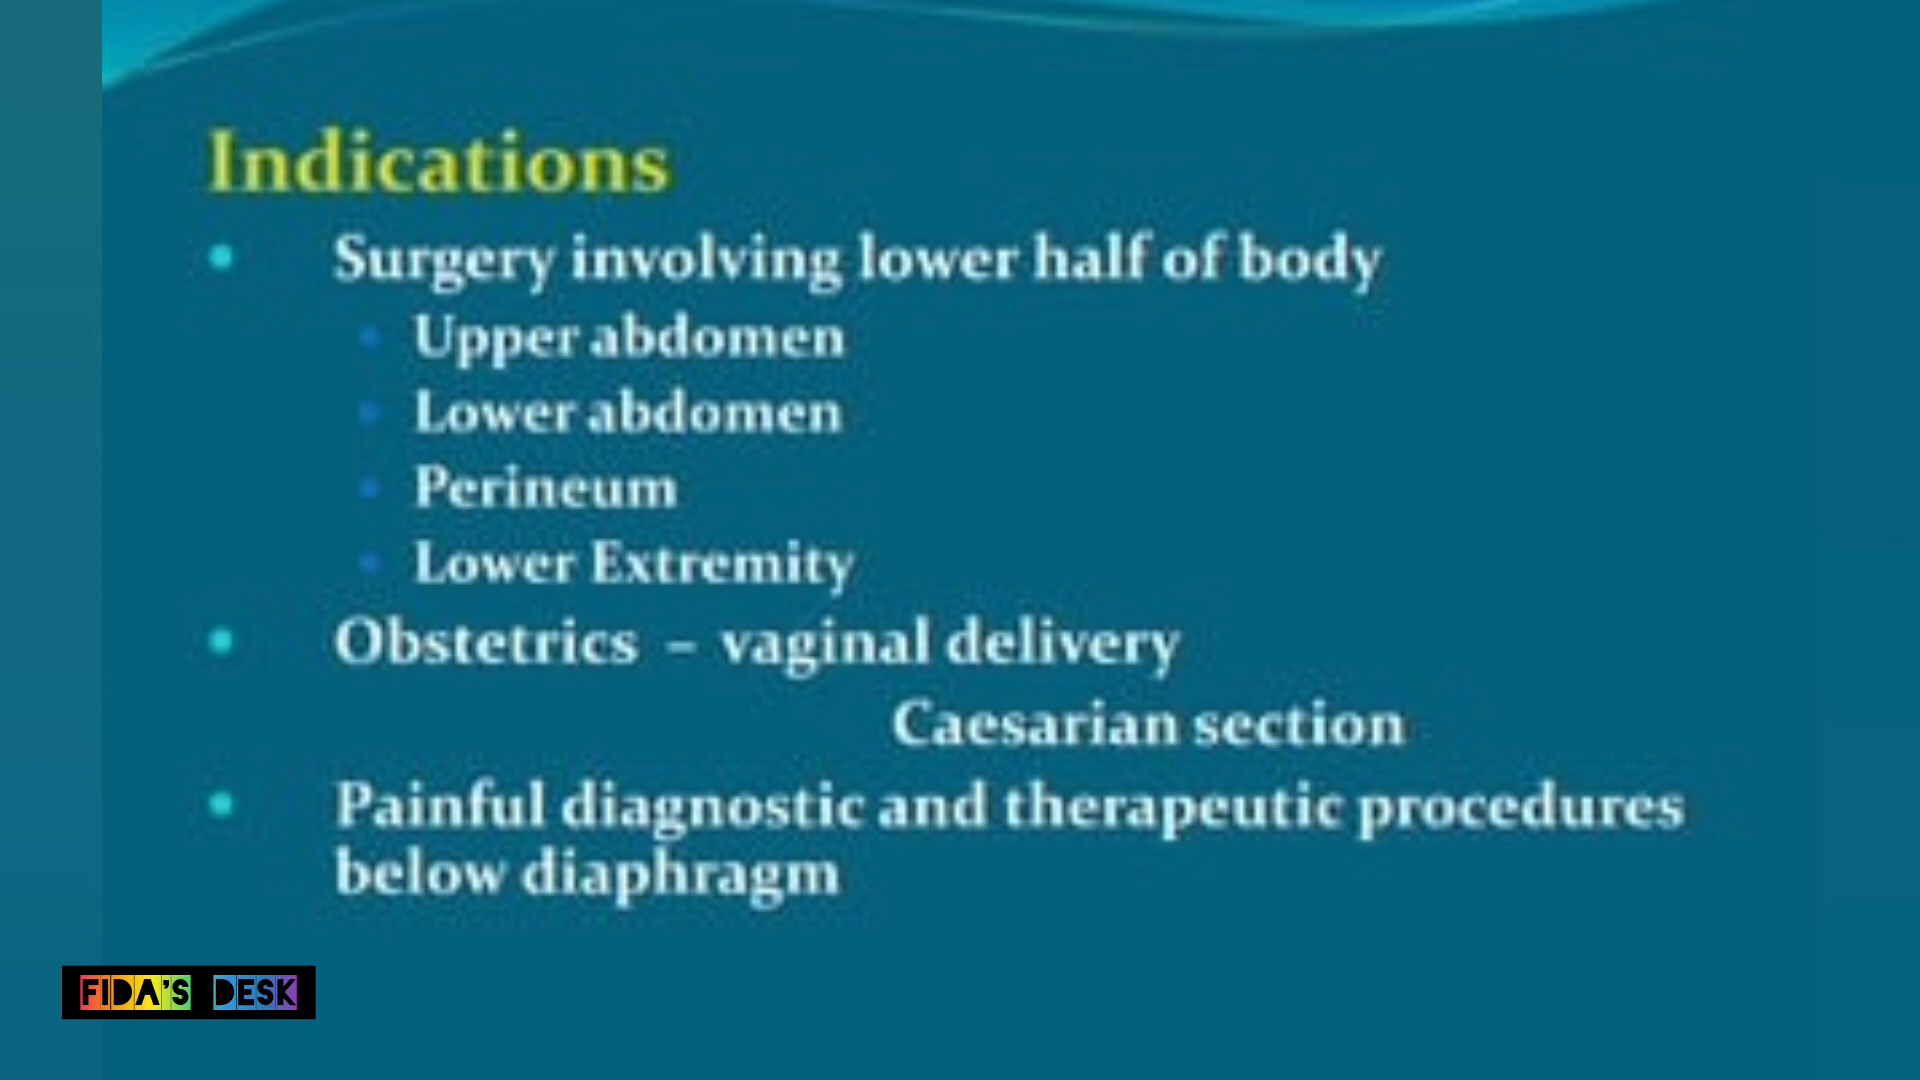 Indications
• Surgery involving lower half of body
• Upper abdomen
• Lower abdomen
• Perineum
• Lower Extremity
• Obstetrics – vaginal delivery
Caesarian section
• Painful diagnostic and therapeutic procedures
below diaphragm
FIDA'S DESK